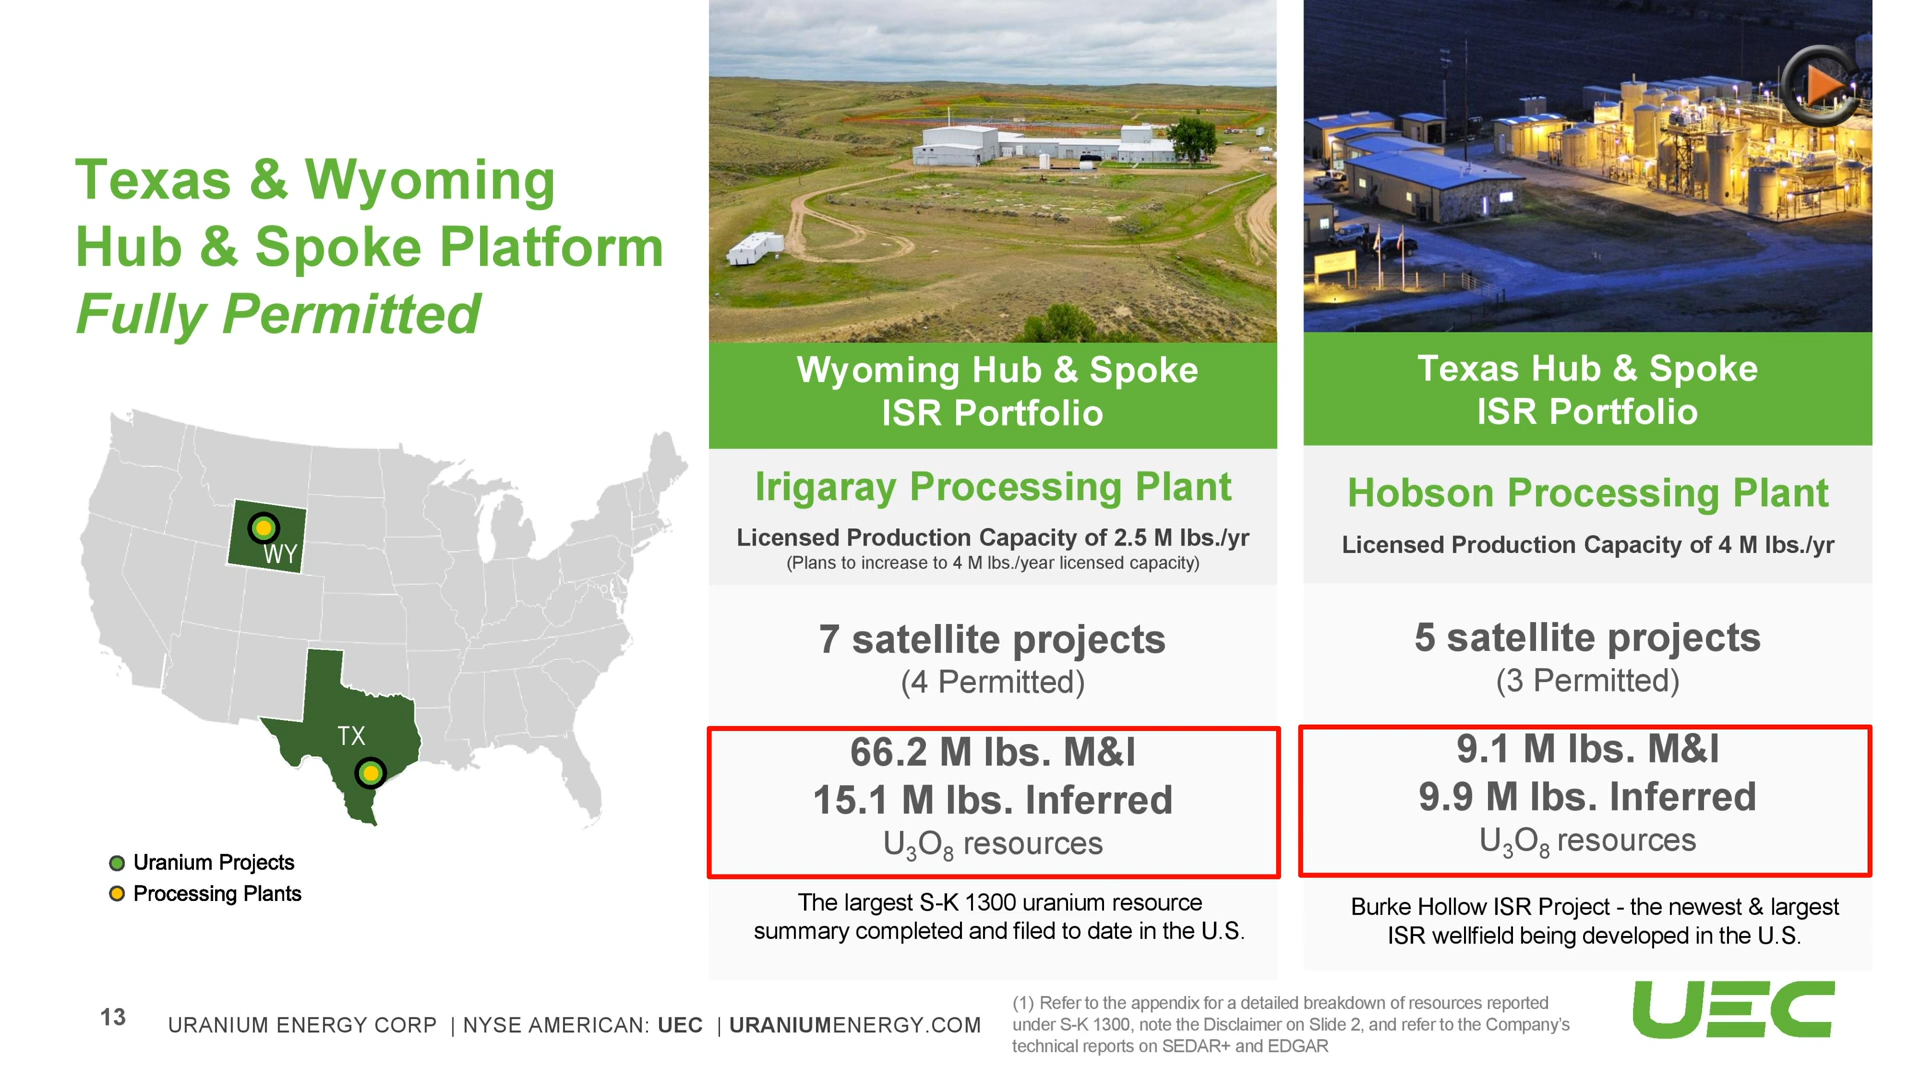 Texas & Wyoming
Hub & Spoke Platform
Fully Permitted
WY
TX
Uranium Projects
Processing Plants
Wyoming Hub & Spoke
ISR Portfolio
Irigaray Processing Plant
Licensed Production Capacity of 2.5 M lbs./yr
(Plans to increase to 4 M lbs./year licensed capacity)
7 satellite projects
(4 Permitted)
66.2 M lbs. M&I
15.1 M lbs. Inferred
U₃O₈ resources
The largest S-K 1300 uranium resource
summary completed and filed to date in the U.S.
Texas Hub & Spoke
ISR Portfolio
Hobson Processing Plant
Licensed Production Capacity of 4 M lbs./yr
5 satellite projects
(3 Permitted)
9.1 M lbs. M&I
9.9 M lbs. Inferred
U₃O₈ resources
Burke Hollow ISR Project - the newest & largest
ISR wellfield being developed in the U.S.
13
URANIUM ENERGY CORP | NYSE AMERICAN: UEC | URANIUMENERGY.COM
(1) Refer to the appendix for a detailed breakdown of resources reported
under S-K 1300, note the Disclaimer on Slide 2, and refer to the Company's
technical reports on SEDAR+ and EDGAR
UEC